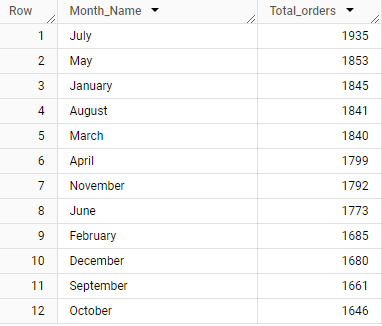 Row Month_Name Total_orders
1 July 1935
2 May 1853
3 January 1845
4 August 1841
5 March 1840
6 April 1799
7 November 1792
8 June 1773
9 February 1685
10 December 1680
11 September 1661
12 October 1646